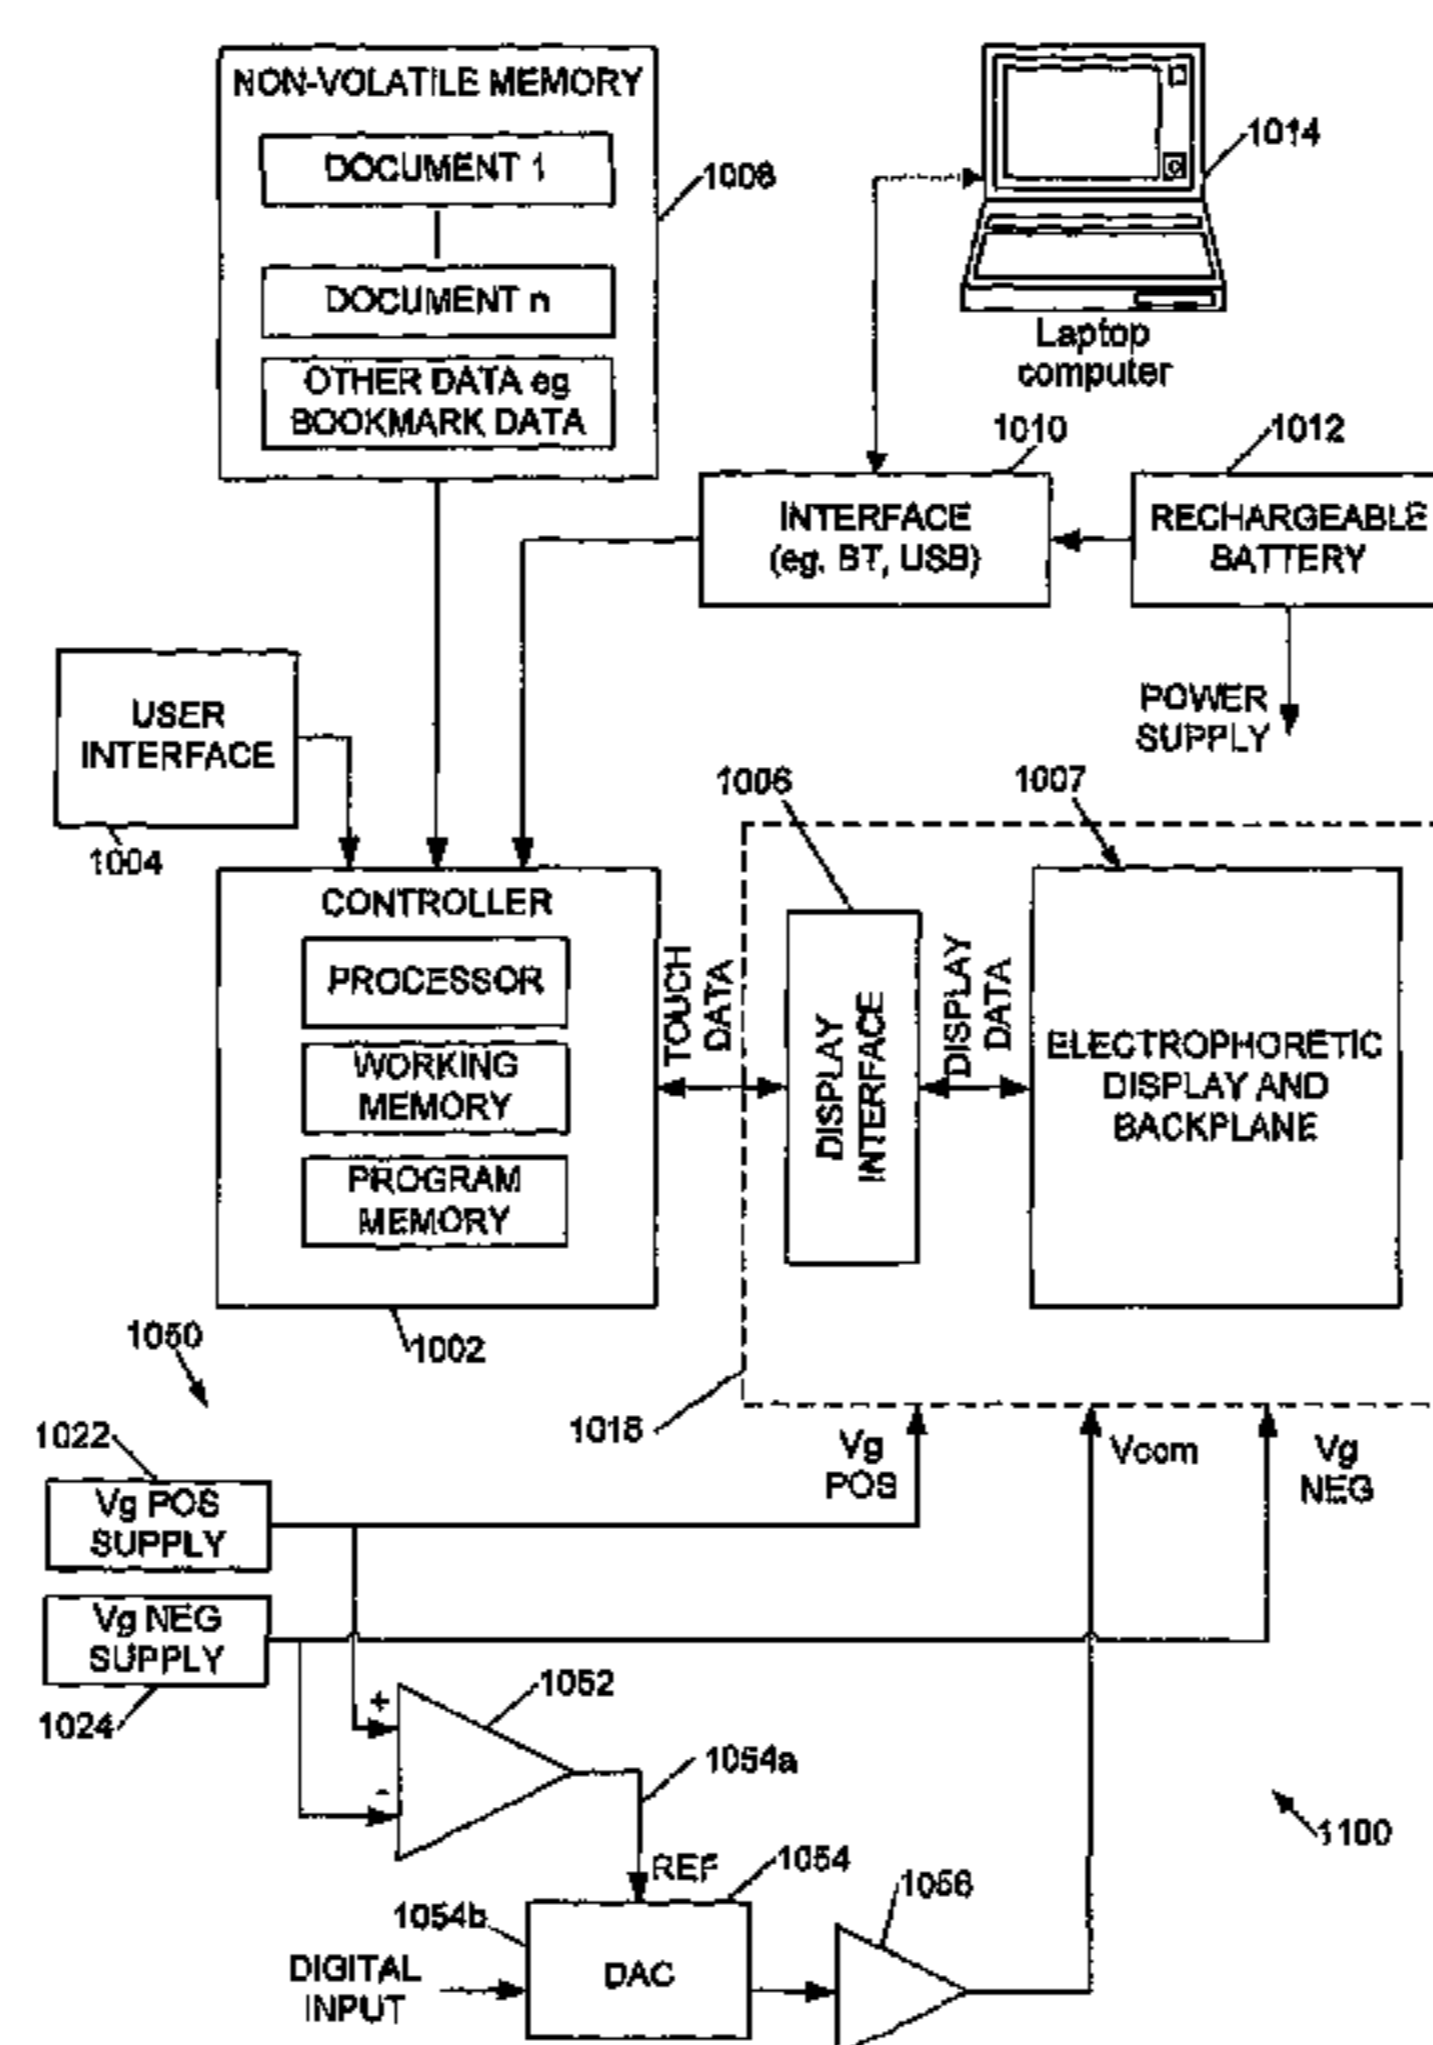 NON-VOLATILE MEMORY
DOCUMENT 1
DOCUMENT n
OTHER DATA eg
BOOKMARK DATA
1008
1014
Laptop
computer
1010
1012
INTERFACE
(eg. BT, USB)
RECHARGEABLE
BATTERY
POWER
SUPPLY
USER
INTERFACE
1004
1006
1007
CONTROLLER
PROCESSOR
WORKING
MEMORY
PROGRAM
MEMORY
1002
TOUCH
DATA
DISPLAY
INTERFACE
DISPLAY
DATA
ELECTROPHORETIC
DISPLAY AND
BACKPLANE
1050
1018
1022
Vg
POS
Vcom
Vg
NEG
Vg POS
SUPPLY
Vg NEG
SUPPLY
1024
+
-
1052
1054a
1100
REF
1054
1054b
1056
DIGITAL
INPUT
DAC